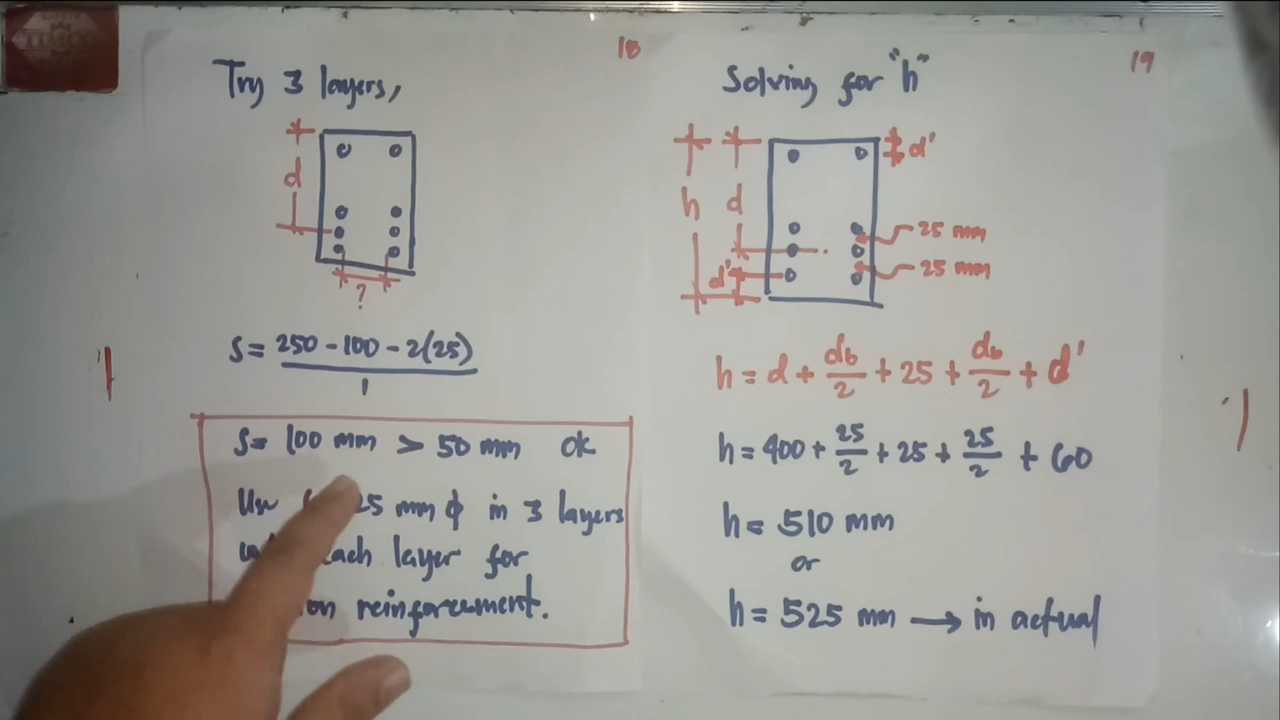 18
Try 3 layers,
d
?
S = 250 - 100 - 2(25) / 1
S = 100 mm > 50 mm ok
Use 25 mm ϕ in 3 layers
each layer for
reinforcement.
19
Solving for "h"
h d d'
25 mm
25 mm
d'
h = d + db/2 + 25 + db/2 + d'
h = 400 + 25/2 + 25 + 25/2 + 60
h = 510 mm
or
h = 525 mm → in actual